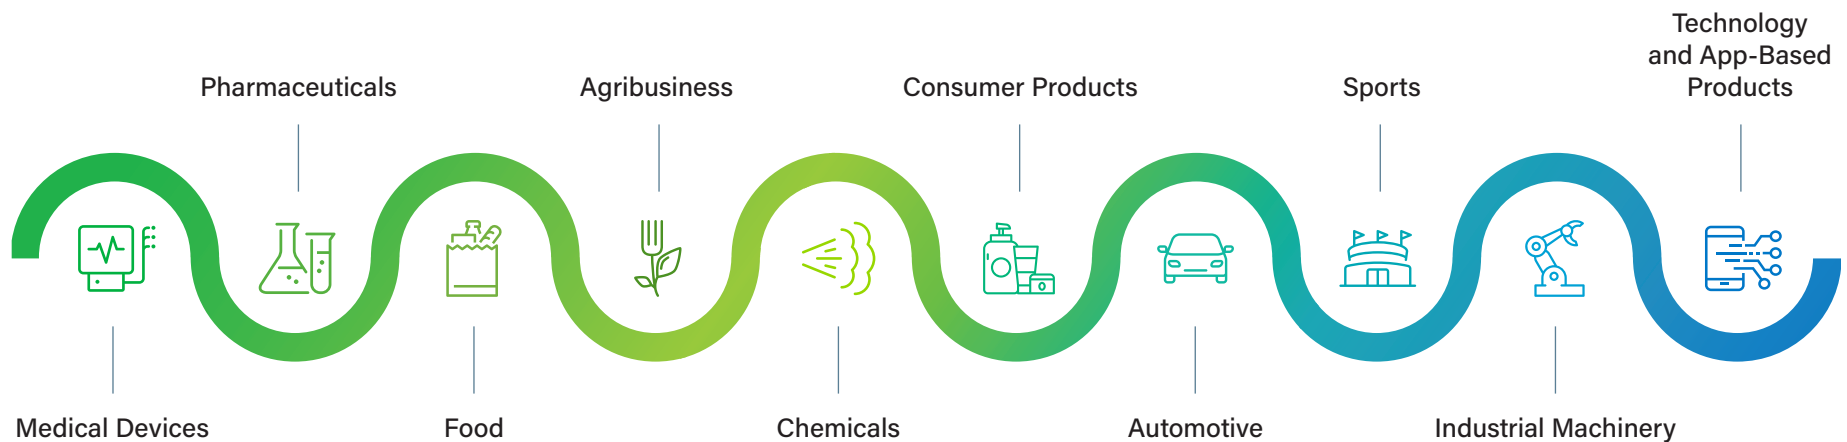 Technology
and App-Based
Products
Pharmaceuticals
Agribusiness
Consumer Products
Sports
Medical Devices
Food
Chemicals
Automotive
Industrial Machinery